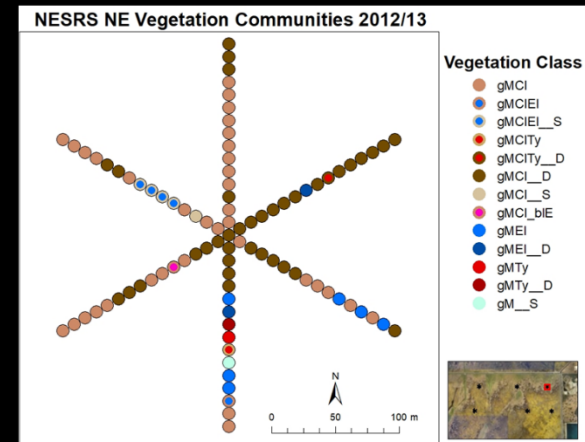 NESRS NE Vegetation Communities 2012/13
Vegetation Class
gMCl
gMClEl
gMClEl__S
gMClTy
gMClTy__D
gMCl__D
gMCl__S
gMCl_blE
gMEl
gMEl__D
gMTy
gMTy__D
gM__S
N
0 50 100 m